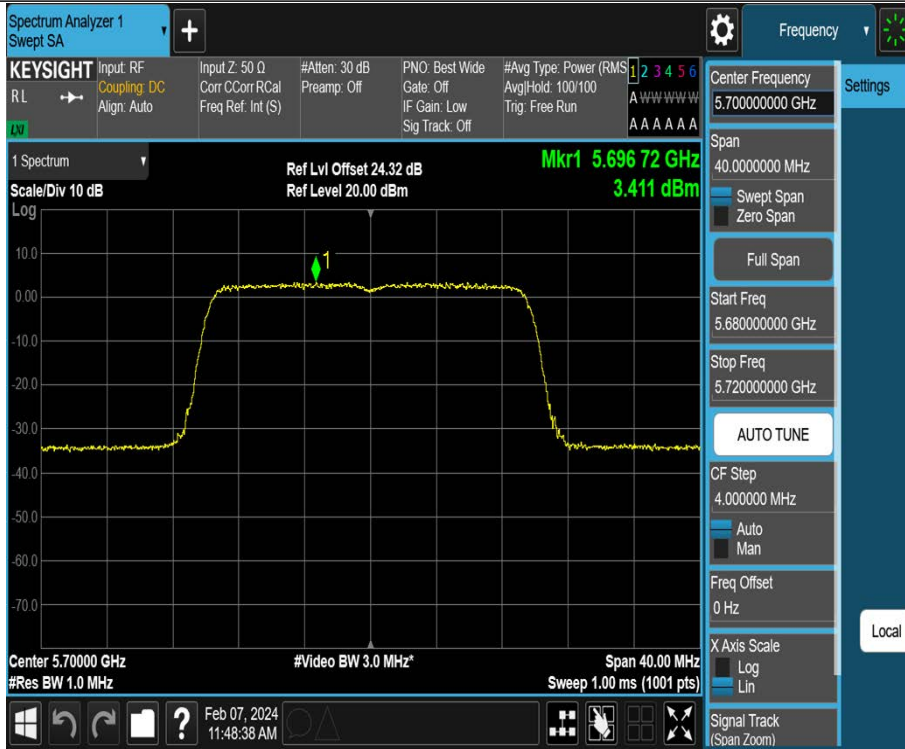 Spectrum Analyzer 1
Swept SA
+
Frequency
KEYSIGHT
R L
LXI
Input: RF
Coupling: DC
Align: Auto
Input Z: 50 Ω
Corr CCorr RCal
Freq Ref: Int (S)
#Atten: 30 dB
Preamp: Off
PNO: Best Wide
Gate: Off
IF Gain: Low
Sig Track: Off
#Avg Type: Power (RMS
Avg|Hold: 100/100
Trig: Free Run
1 2 3 4 5 6
A W W W W W
A A A A A A
1 Spectrum
Scale/Div 10 dB
Log
Ref Lvl Offset 24.32 dB
Ref Level 20.00 dBm
Mkr1 5.696 72 GHz
3.411 dBm
10.0
0.00
-10.0
-20.0
-30.0
-40.0
-50.0
-60.0
-70.0
1
Center 5.70000 GHz
#Res BW 1.0 MHz
#Video BW 3.0 MHz*
Span 40.00 MHz
Sweep 1.00 ms (1001 pts)
?
Feb 07, 2024
11:48:38 AM
Center Frequency
5.700000000 GHz
Span
40.0000000 MHz
Swept Span
Zero Span
Full Span
Start Freq
5.680000000 GHz
Stop Freq
5.720000000 GHz
AUTO TUNE
CF Step
4.000000 MHz
Auto
Man
Freq Offset
0 Hz
X Axis Scale
Log
Lin
Signal Track
(Span Zoom)
Settings
Local